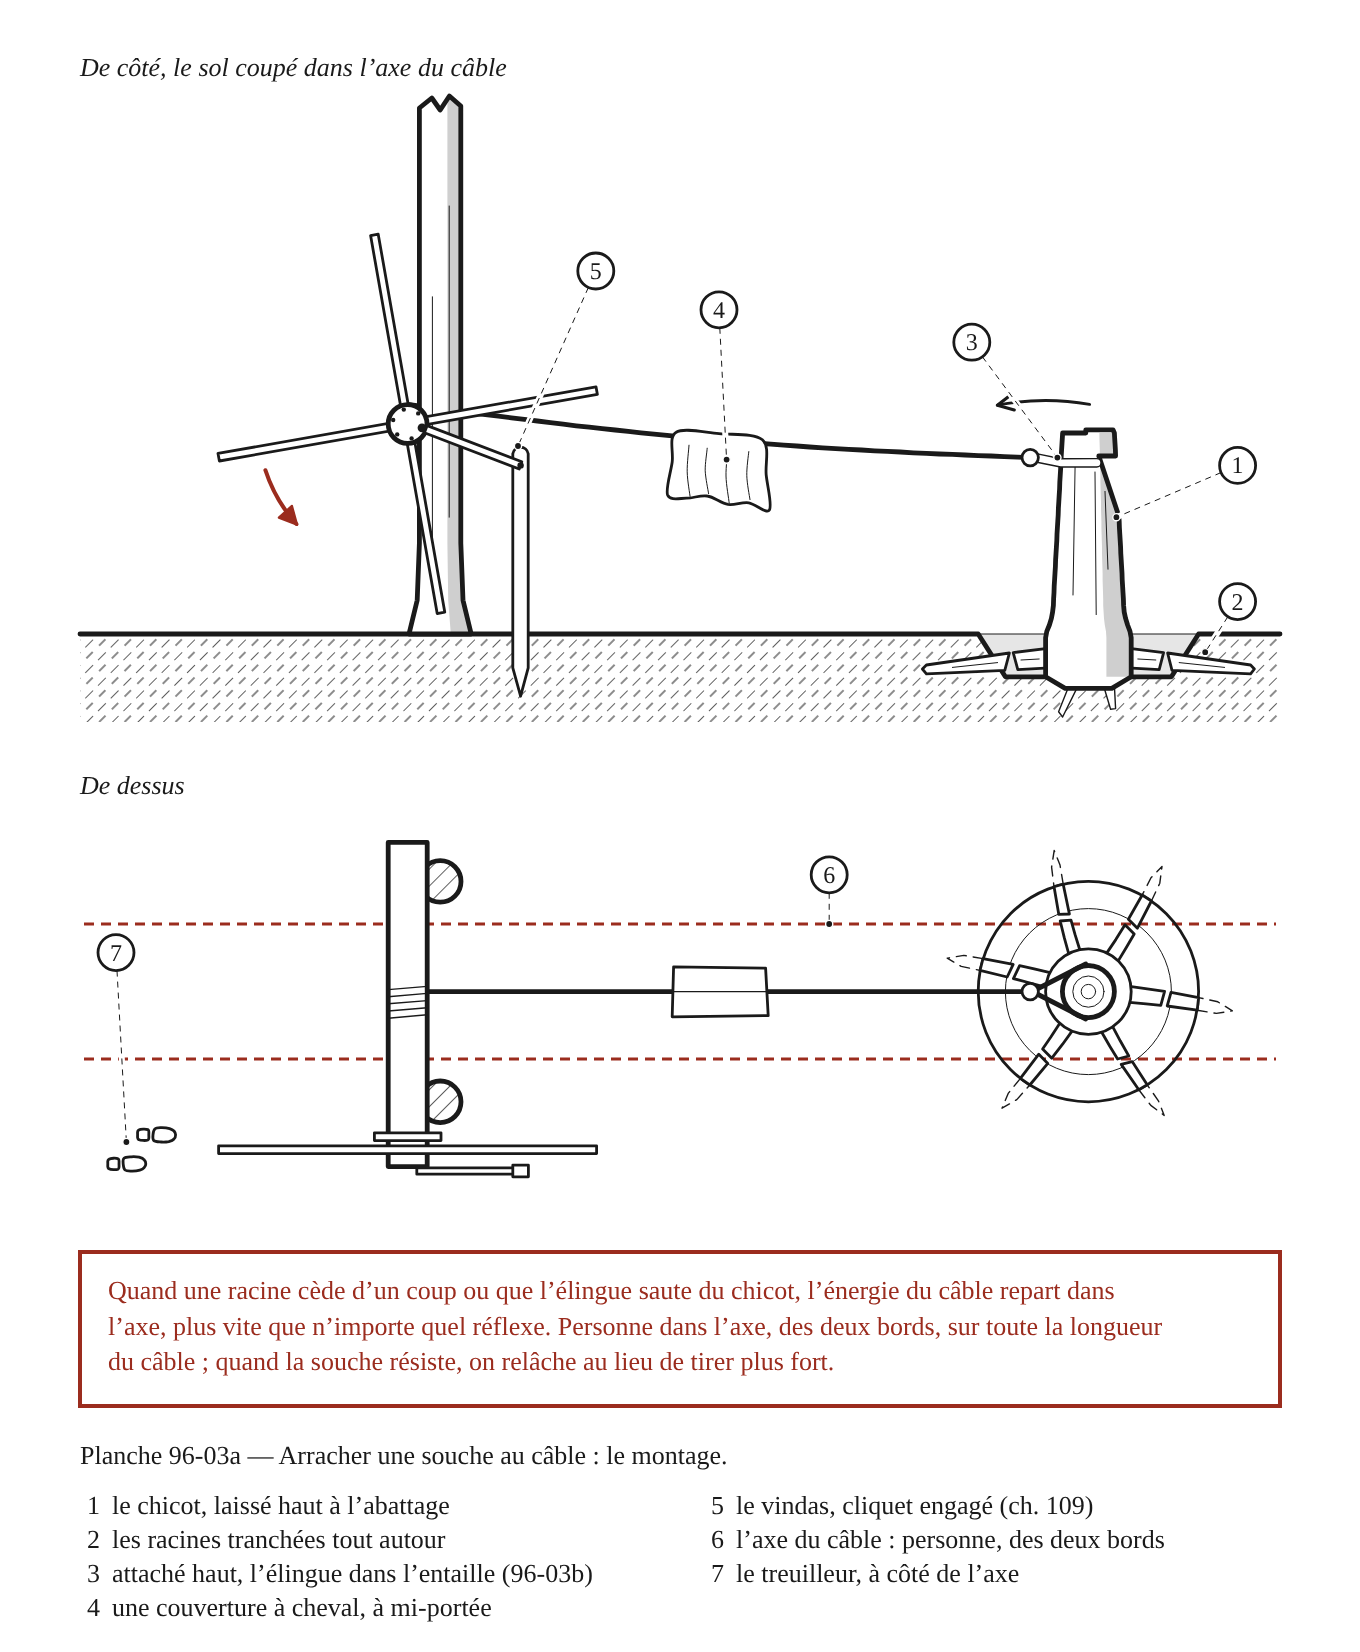 De côté, le sol coupé dans l’axe du câble
5
4
3
1
2
De dessus
6
7
Quand une racine cède d’un coup ou que l’élingue saute du chicot, l’énergie du câble repart dans
l’axe, plus vite que n’importe quel réflexe. Personne dans l’axe, des deux bords, sur toute la longueur
du câble ; quand la souche résiste, on relâche au lieu de tirer plus fort.
Planche 96-03a — Arracher une souche au câble : le montage.
1 le chicot, laissé haut à l’abattage
2 les racines tranchées tout autour
3 attaché haut, l’élingue dans l’entaille (96-03b)
4 une couverture à cheval, à mi-portée
5 le vindas, cliquet engagé (ch. 109)
6 l’axe du câble : personne, des deux bords
7 le treuilleur, à côté de l’axe